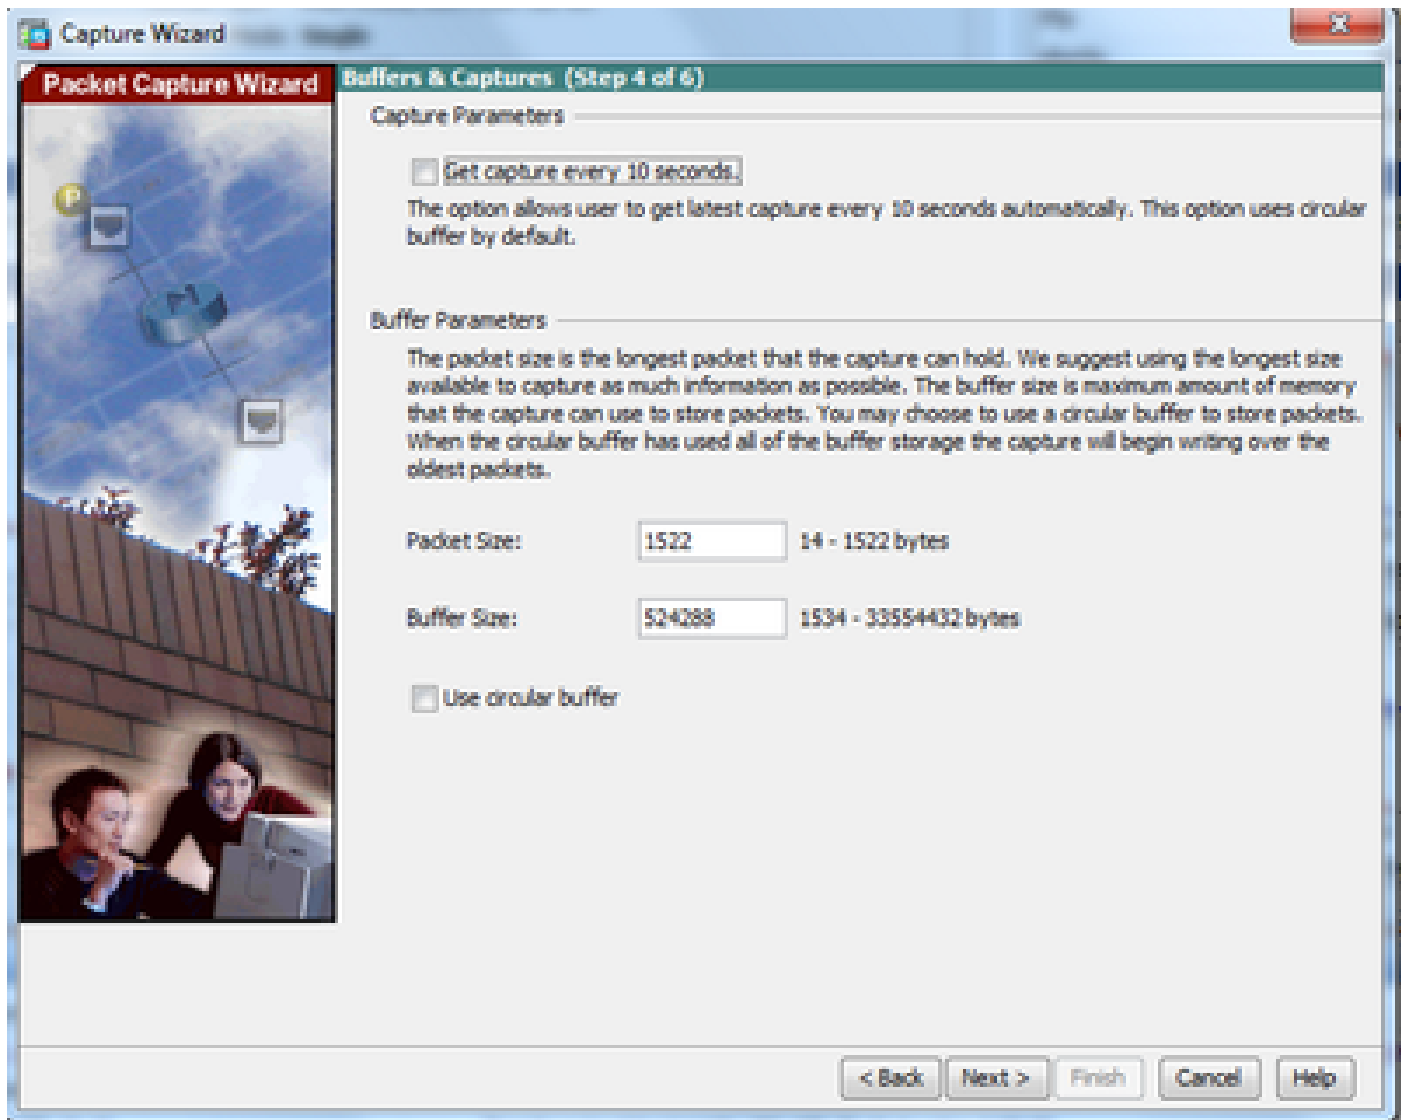 Capture Wizard
Packet Capture Wizard
Buffers & Captures (Step 4 of 6)
Capture Parameters
Get capture every 10 seconds.
The option allows user to get latest capture every 10 seconds automatically. This option uses circular
buffer by default.
Buffer Parameters
The packet size is the longest packet that the capture can hold. We suggest using the longest size
available to capture as much information as possible. The buffer size is maximum amount of memory
that the capture can use to store packets. You may choose to use a circular buffer to store packets.
When the circular buffer has used all of the buffer storage the capture will begin writing over the
oldest packets.
Packet Size: 1522 14 - 1522 bytes
Buffer Size: 524288 1534 - 33554432 bytes
Use circular buffer
< Back Next > Finish Cancel Help